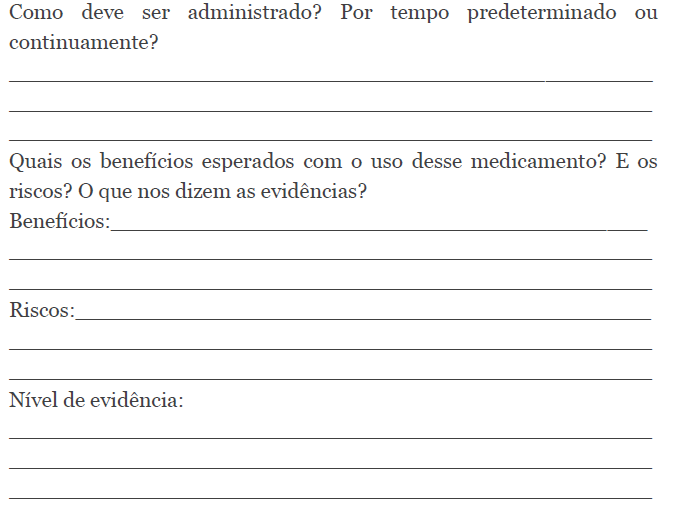 Como deve ser administrado? Por tempo predeterminado ou
continuamente?
Quais os benefícios esperados com o uso desse medicamento? E os
riscos? O que nos dizem as evidências?
Benefícios:
Riscos:
Nível de evidência: